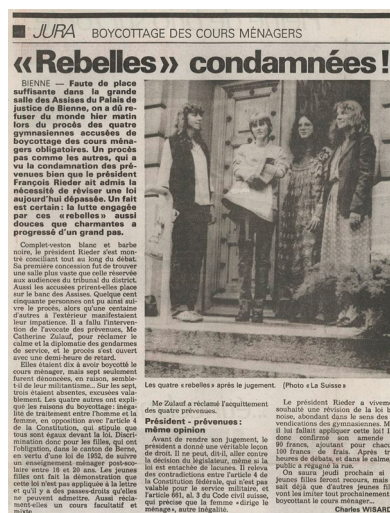 JURA BOYCOTTAGE DES COURS MÉNAGERS
«Rebelles» condamnées!
BIENNE — Faute de place
suffisante dans la grande
salle des Assises du Palais de
justice de Bienne, on a dû re-
fuser du monde hier matin
lors du procès des quatre
gymnasiennes accusées de
boycottage des cours ména-
gers obligatoires. Un procès
pas comme les autres, qui a
vu la condamnation des pré-
venues bien que le président
François Rieder ait admis la
nécessité de réviser une loi
aujourd'hui dépassée. Un fait
est certain: la lutte engagée
par ces «rebelles» aussi
douces que charmantes a
progressé d'un grand pas.
Complet-veston blanc et barbe
noire, le président Rieder s'est mon-
tré conciliant tout au long du débat.
Sa première concession fut de trouver
une salle plus vaste que celle réservée
aux audiences du tribunal du district.
Aussi les accusées prirent-elles place
sur le banc des Assises. Quelque cent
cinquante personnes ont pu ainsi sui-
vre le procès, alors qu'une centaine
d'autres à l'extérieur manifestaient
leur impatience. Il a fallu l'interven-
tion de l'avocate des prévenues, Me
Catherine Zulauf, pour réclamer le
calme et la diplomatie des gendarmes
de service, et le procès s'est ouvert
avec une demi-heure de retard.
Elles étaient dix à avoir boycotté le
cours ménager, mais sept seulement
furent dénoncées, en raison, semble-
t-il de leur militantisme.. Sur les sept,
trois étaient absentes, excusées vala-
blement. Les quatre autres ont expli-
qué les raisons du boycottage: inéga-
lité de traitement entre l'homme et la
femme, en opposition avec l'article 4
de la Constitution, qui stipule que
tous sont égaux devant la loi. Discri-
mination donc pour les filles, qui ont
l'obligation, dans le canton de Berne,
en vertu d'une loi de 1952, de suivre
un enseignement ménager post-sco-
laire entre 16 et 20 ans. Les jeunes
filles ont fait la démonstration que
cette loi n'est pas appliquée à la lettre
et qu'il y a des passes-droits qu'elles
ne peuvent admettre. Aussi récla-
ment-elles un cours facultatif et
mixte
Les quatre «rebelles» après le jugement. (Photo «La Suisse»
Me Zulauf a réclamé l'acquittement
des quatre prévenues.
Président - prévenues:
même opinion
Avant de rendre son jugement, le
président a donné une véritable leçon
de droit. Il ne peut, dit-il, aller contre
la décision du législateur, même si la
loi est entachée de lacunes. Il releva
des contradictions entre l'article 4 de
la Constitution fédérale, qui n'est pas
valable pour le service militaire, et
l'article 661, al. 3 du Code civil suisse,
qui précise que la femme «dirige le
ménage», autre inégalité.
Le président Rieder a vivem
souhaité une révision de la loi b
noise, abondant dans le sens des
vendications des gymnasiennes. M
il lui fallait appliquer cette loi! I
donc confirmé son amende
90 francs, ajoutant pour chacu
100 francs de frais. Après tr
heures de débats, et dans le calme,
public a regagné la rue.
On saura jeudi prochain si
jeunes filles feront recours, mais
sait déjà que d'autres jeunes fil
vont les imiter tout prochainement
boycottant le cours ménager..
Charles WISARD